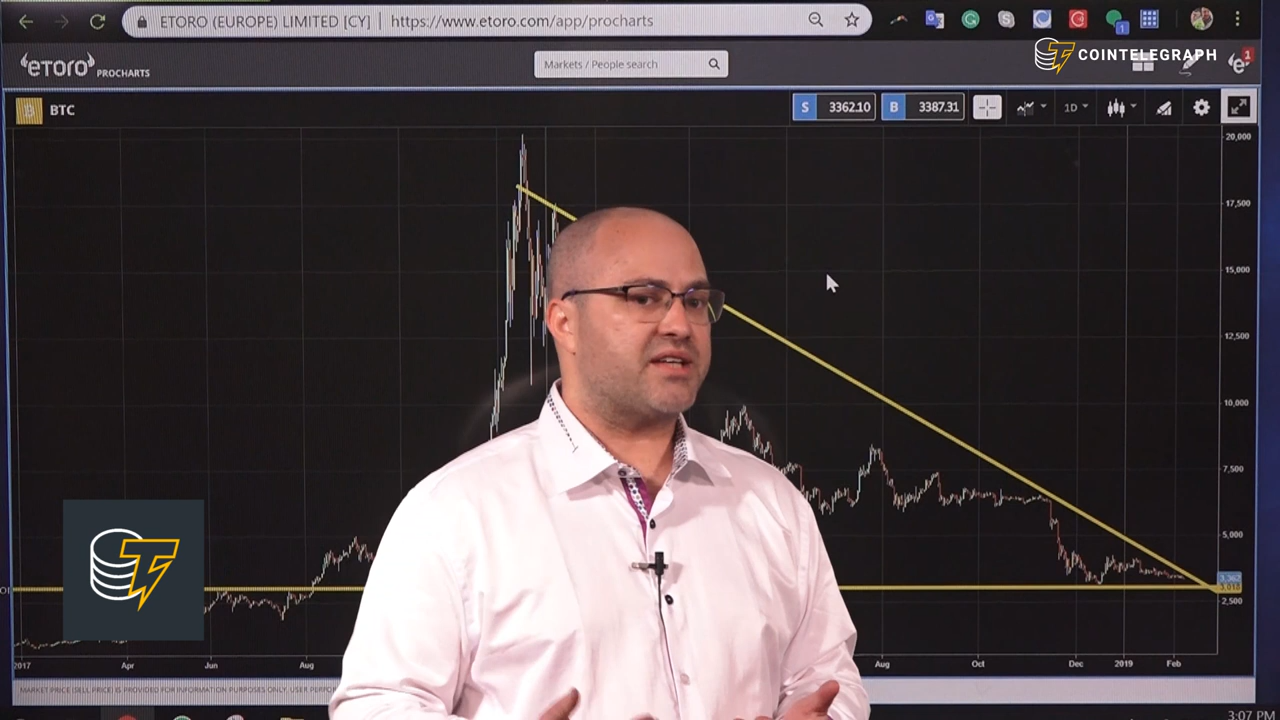 ETORO (EUROPE) LIMITED [CY] | https://www.etoro.com/app/procharts
1
COINTELEGRAPH
eTORO PROCHARTS
Markets / People search
e 1
BTC
S 3362.10 B 3387.31
1D
20,000
17,500
15,000
12,500
10,000
7,500
5,000
2,500
2017 Apr Jun Aug Aug Oct Dec 2019 Feb
MARKET PRICE (SELL PRICE) IS PROVIDED FOR INFORMATION PURPOSES ONLY.
3:07 PM